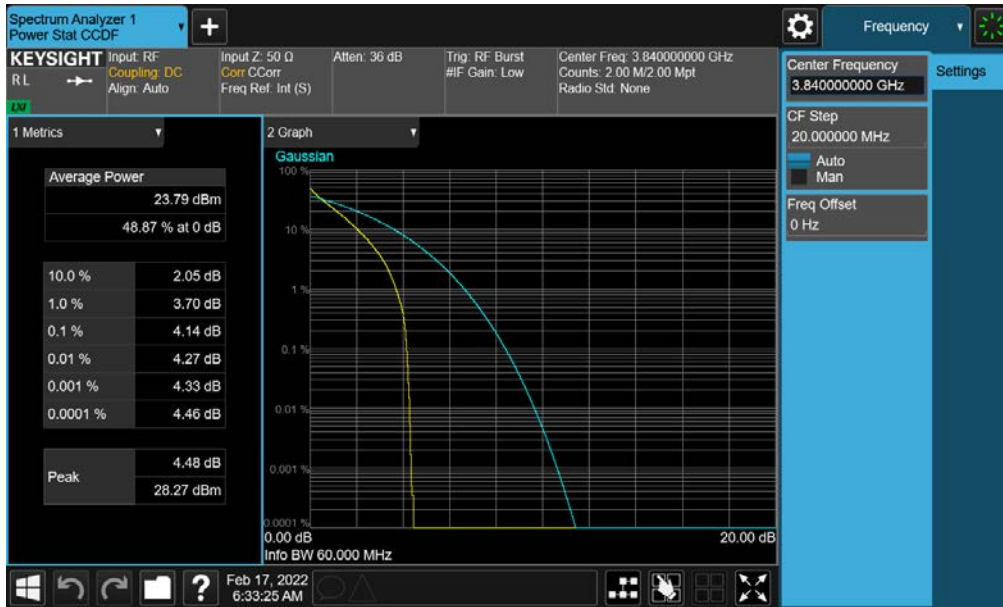 Spectrum Analyzer 1
Power Stat CCDF
+
Frequency
KEYSIGHT
RL
LXI
Input: RF
Coupling: DC
Align: Auto
Input Z: 50 Ω
Corr CCorr
Freq Ref: Int (S)
Atten: 36 dB
Trig: RF Burst
#IF Gain: Low
Center Freq: 3.840000000 GHz
Counts: 2.00 M/2.00 Mpt
Radio Std: None
Center Frequency
3.840000000 GHz
Settings
CF Step
20.000000 MHz
Auto
Man
Freq Offset
0 Hz
1 Metrics
Average Power
23.79 dBm
48.87 % at 0 dB
10.0 % 2.05 dB
1.0 % 3.70 dB
0.1 % 4.14 dB
0.01 % 4.27 dB
0.001 % 4.33 dB
0.0001 % 4.46 dB
Peak
4.48 dB
28.27 dBm
2 Graph
Gaussian
100 %
10 %
1 %
0.1 %
0.01 %
0.001 %
0.0001 %
0.00 dB 20.00 dB
Info BW 60.000 MHz
?
Feb 17, 2022
6:33:25 AM